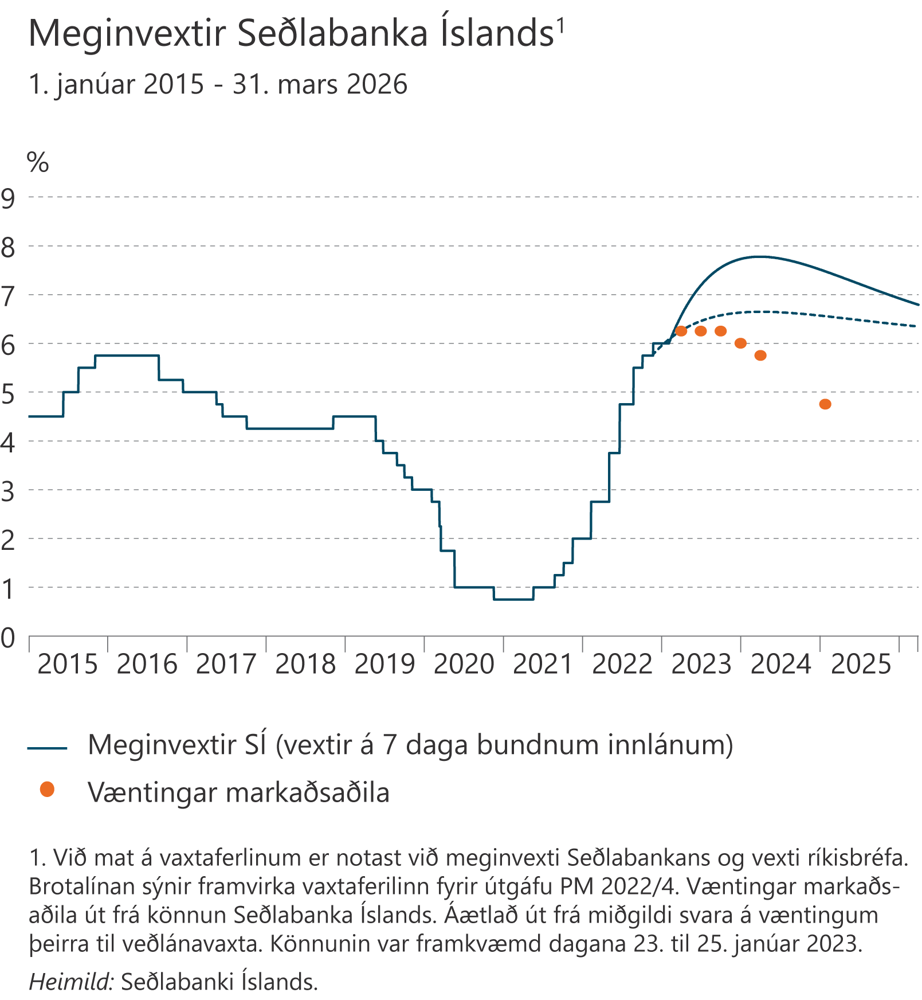 Meginvextir Seðlabanka Íslands¹
1. janúar 2015 - 31. mars 2026
%
9
8
7
6
5
4
3
2
1
0
2015 2016 2017 2018 2019 2020 2021 2022 2023 2024 2025
Meginvextir SÍ (vextir á 7 daga bundnum innlánum)
Væntingar markaðsaðila
1. Við mat á vaxtaferlinum er notast við meginvexti Seðlabankans og vexti ríkisbréfa.
Brotalínan sýnir framvirka vaxtaferilinn fyrir útgáfu PM 2022/4. Væntingar markaðs-
aðila út frá könnun Seðlabanka Íslands. Áætlað út frá miðgildi svara á væntingum
þeirra til veðlánavaxta. Könnunin var framkvæmd dagana 23. til 25. janúar 2023.
Heimild: Seðlabanki Íslands.